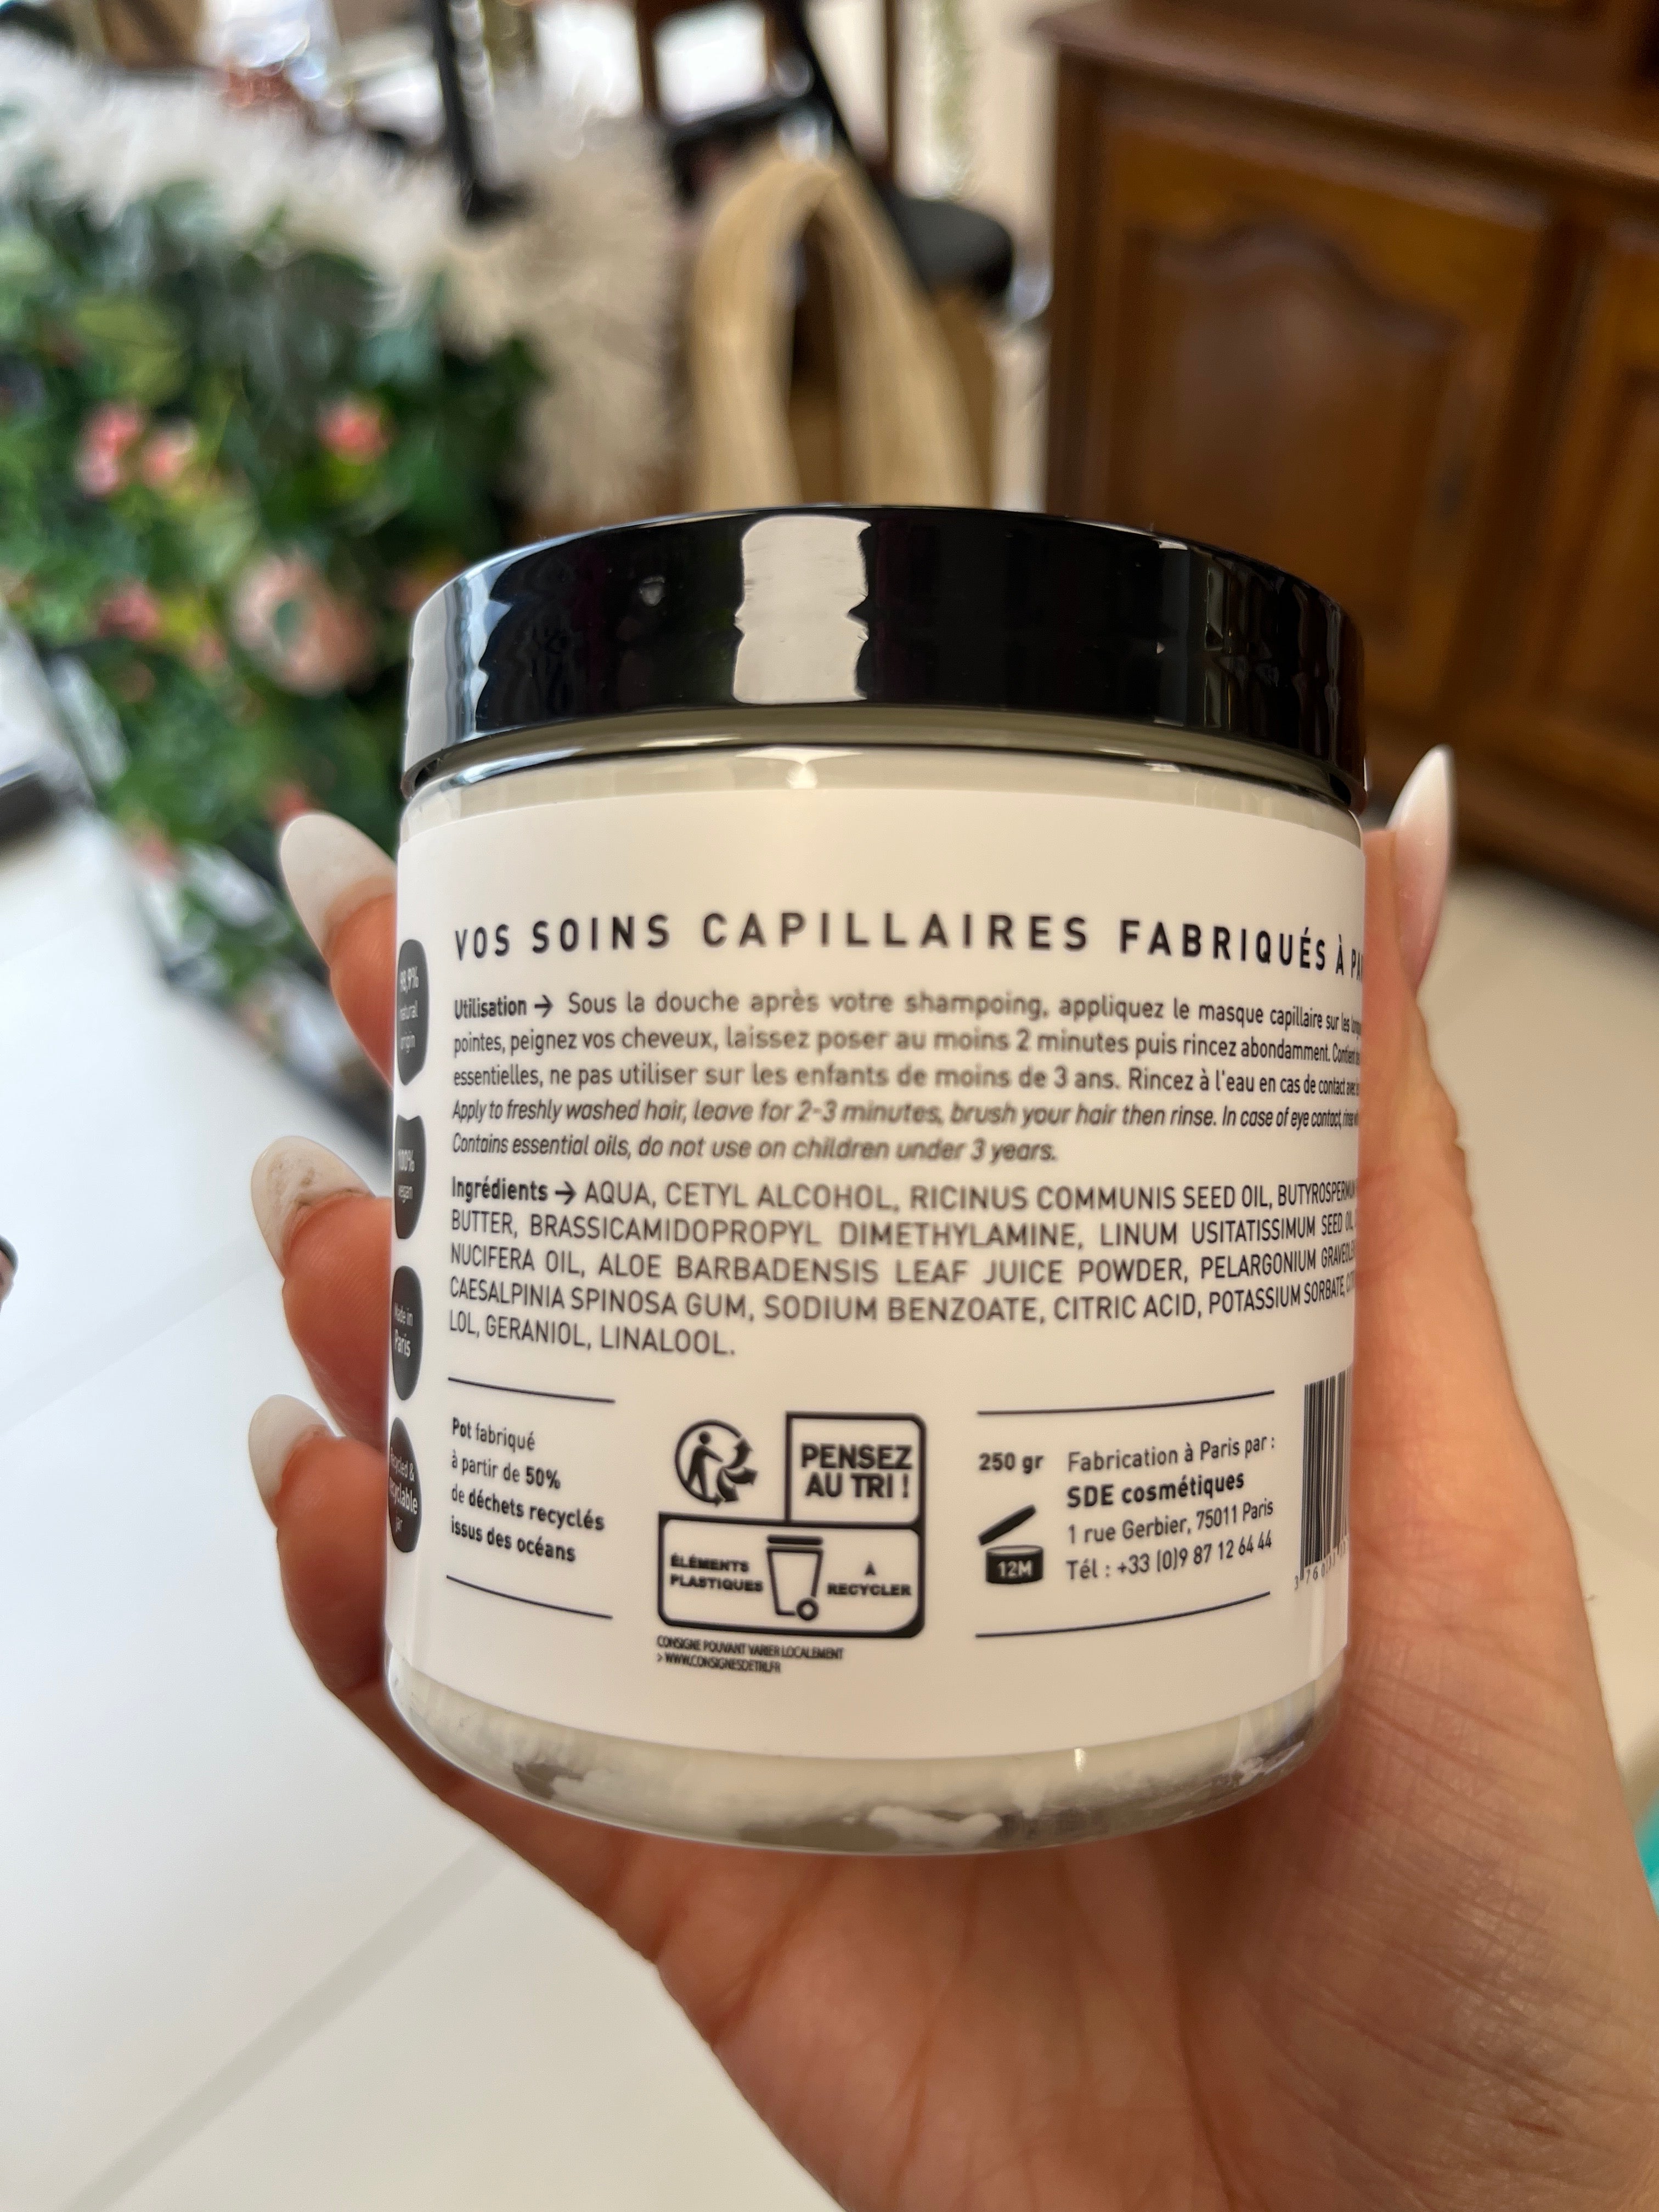 VOS SOINS CAPILLAIRES FABRIQUÉS À
Utilisation → Sous la douche après votre shampoing, appliquez le masque capillaire sur les
pointes, peignez vos cheveux, laissez poser au moins 2 minutes puis rincez abondamment.
essentielles, ne pas utiliser sur les enfants de moins de 3 ans. Rincez à l'eau en cas de contact
Apply to freshly washed hair, leave for 2-3 minutes, brush your hair then rinse. In case of eye contact,
Contains essential oils, do not use on children under 3 years.
Ingrédients → AQUA, CETYL ALCOHOL, RICINUS COMMUNIS SEED OIL,
BUTTER, BRASSICAMIDOPROPYL DIMETHYLAMINE, LINUM USITATISSIMUM SEED OIL,
NUCIFERA OIL, ALOE BARBADENSIS LEAF JUICE POWDER, PELARGONIUM
CAESALPINIA SPINOSA GUM, SODIUM BENZOATE, CITRIC ACID, POTASSIUM SORBATE,
LOL, GERANIOL, LINALOOL.
natural
origin
100%
vegan
Made in
Paris
Pot fabriqué
à partir de 50%
de déchets recyclés
issus des océans
PENSEZ
AU TRI !
ÉLÉMENTS
PLASTIQUES
À
RECYCLER
CONSIGNE POUVANT VARIER LOCALEMENT
> WWW.CONSIGNESDETRI.FR
250 gr
12M
Fabrication à Paris par :
SDE cosmétiques
1 rue Gerbier, 75011 Paris
Tél : +33 (0)9 87 12 64 44